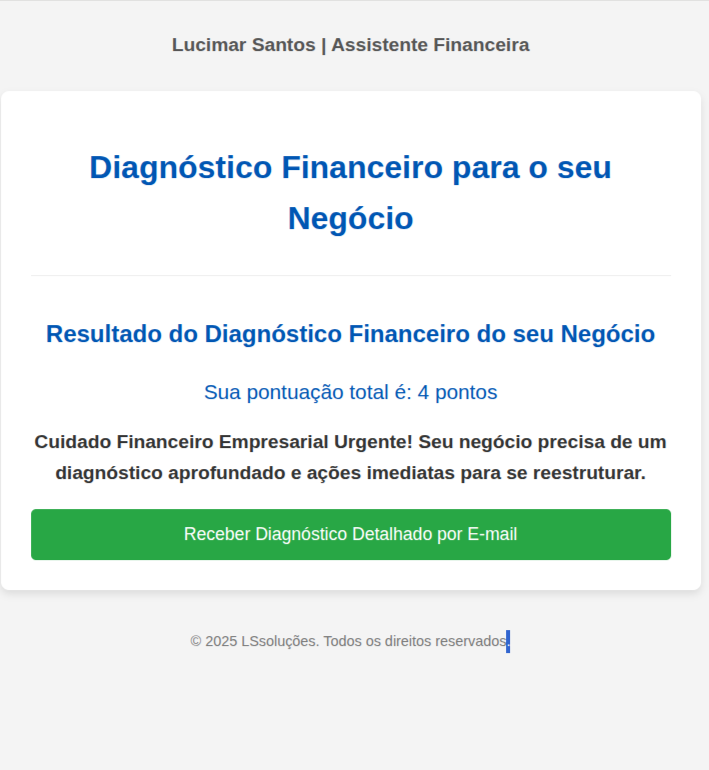 Lucimar Santos | Assistente Financeira
Diagnóstico Financeiro para o seu
Negócio
Resultado do Diagnóstico Financeiro do seu Negócio
Sua pontuação total é: 4 pontos
Cuidado Financeiro Empresarial Urgente! Seu negócio precisa de um
diagnóstico aprofundado e ações imediatas para se reestruturar.
Receber Diagnóstico Detalhado por E-mail
© 2025 LSsoluções. Todos os direitos reservados.